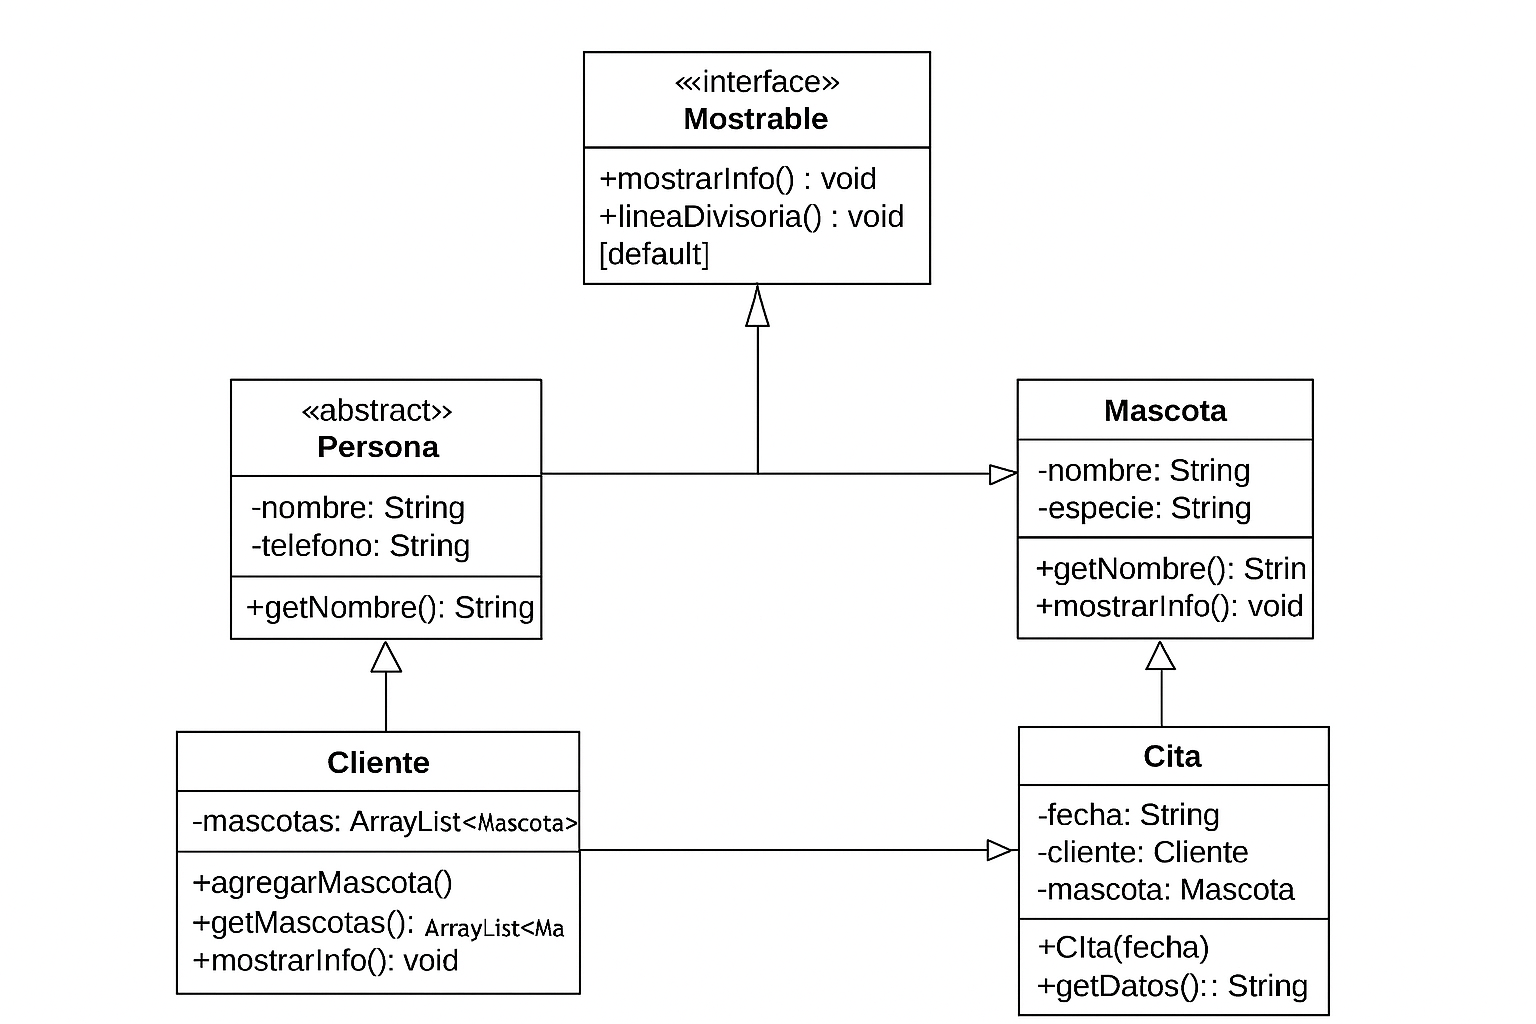 <<<interface>>
Mostrable
+mostrarInfo() : void
+lineaDivisoria() : void
[default]
<<abstract>>
Persona
-nombre: String
-telefono: String
+getNombre(): String
Mascota
-nombre: String
-especie: String
+getNombre(): Strin
+mostrarInfo(): void
Cliente
-mascotas: ArrayList<Mascota>
+agregarMascota()
+getMascotas(): ArrayList<Ma
+mostrarInfo(): void
Cita
-fecha: String
-cliente: Cliente
-mascota: Mascota
+CIta(fecha)
+getDatos():: String